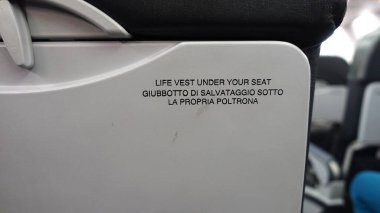 LIFE VEST UNDER YOUR SEAT
GIUBBOTTO DI SALVATAGGIO SOTTO
LA PROPRIA POLTRONA